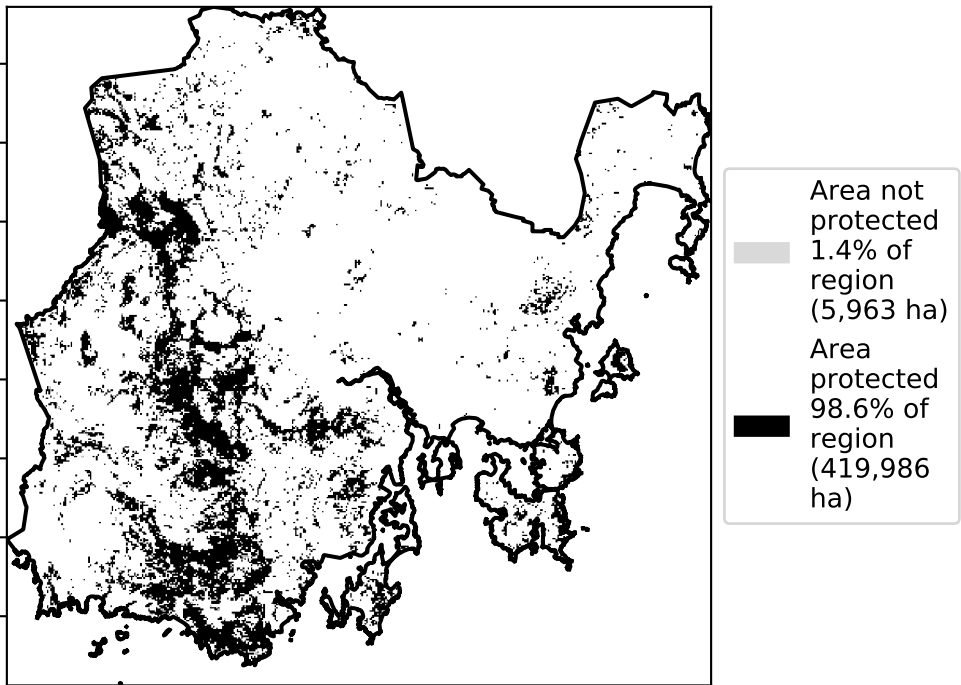 Area not
protected
1.4% of
region
(5,963 ha)
Area
protected
98.6% of
region
(419,986
ha)